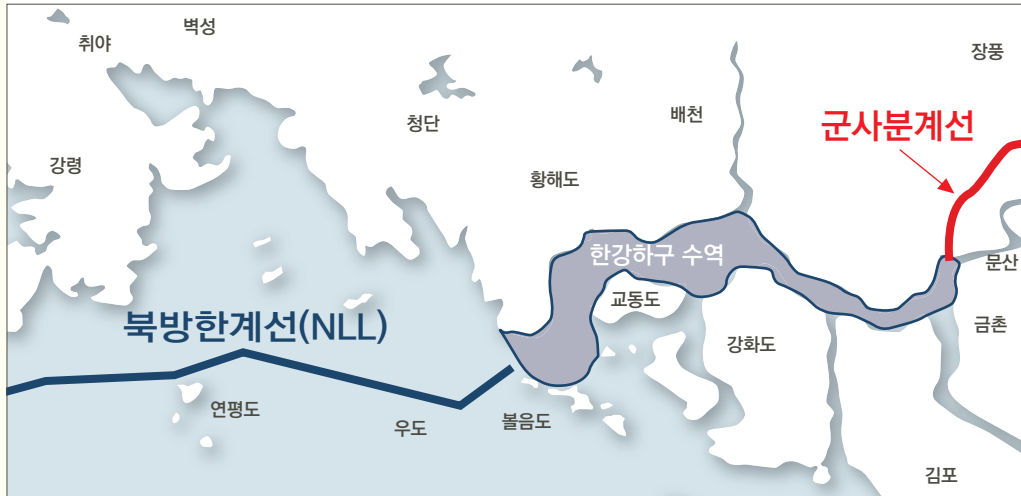 벽성
취야
장풍
배천
청단
군사분계선
강령
황해도
한강하구 수역
문산
교동도
금촌
북방한계선(NLL)
강화도
연평도
우도
볼음도
김포